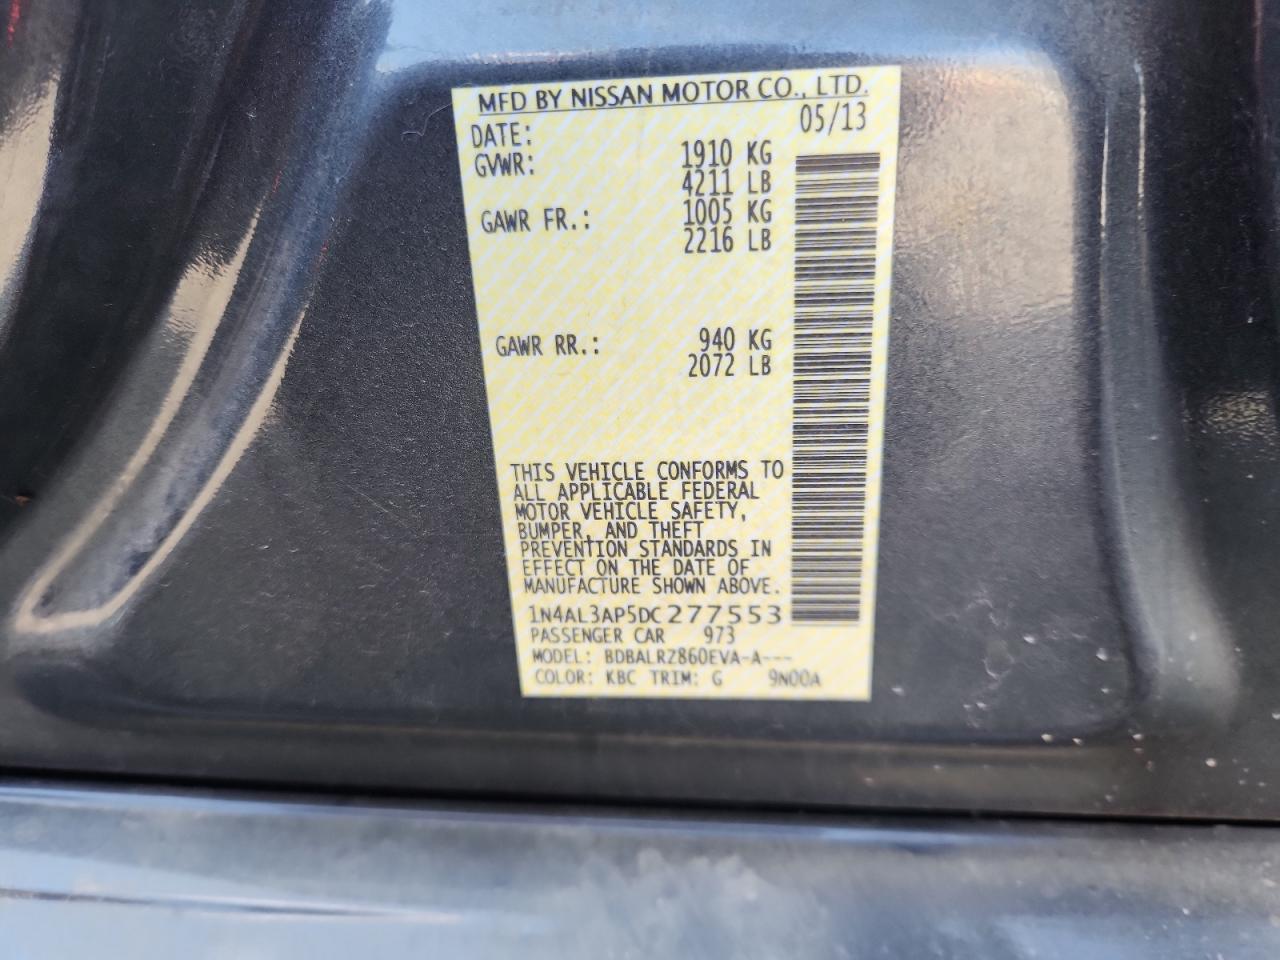 MFD BY NISSAN MOTOR CO., LTD.
DATE: 05/13
GVWR: 1910 KG
4211 LB
GAWR FR.: 1005 KG
2216 LB
GAWR RR.: 940 KG
2072 LB
THIS VEHICLE CONFORMS TO
ALL APPLICABLE FEDERAL
MOTOR VEHICLE SAFETY,
BUMPER, AND THEFT
PREVENTION STANDARDS IN
EFFECT ON THE DATE OF
MANUFACTURE SHOWN ABOVE.
1N4AL3AP5DC277553
PASSENGER CAR 973
MODEL: BDBALRZ860EVA-A---
COLOR: KBC TRIM: G 9N00A